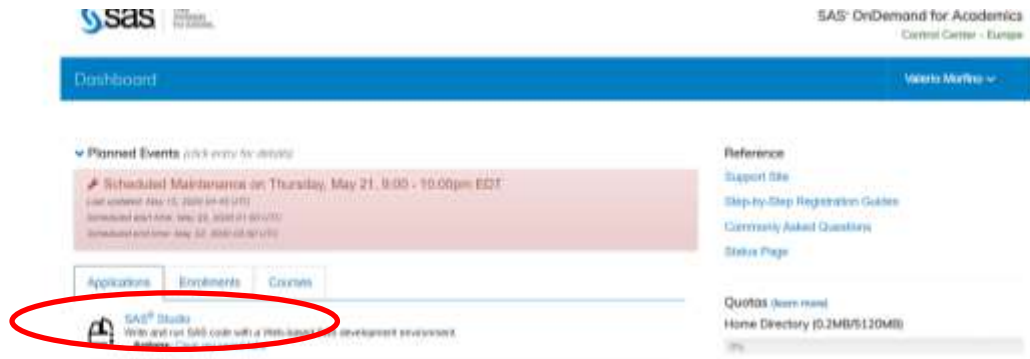 sas
SAS® OnDemand for Academics
Control Center - Europe
Dashboard
Valerio Morfino
Planned Events (click entry for details)
Scheduled Maintenance on Thursday, May 21, 9:00 - 10:00pm EDT
Reference
Support Site
Step-by-Step Registration Guides
Commonly Asked Questions
Status Page
Applications Enrollments Courses
SAS® Studio
Write and run SAS code with a Web-based SAS development environment.
Quotas (learn more)
Home Directory (0.2MB/5120MB)
0%